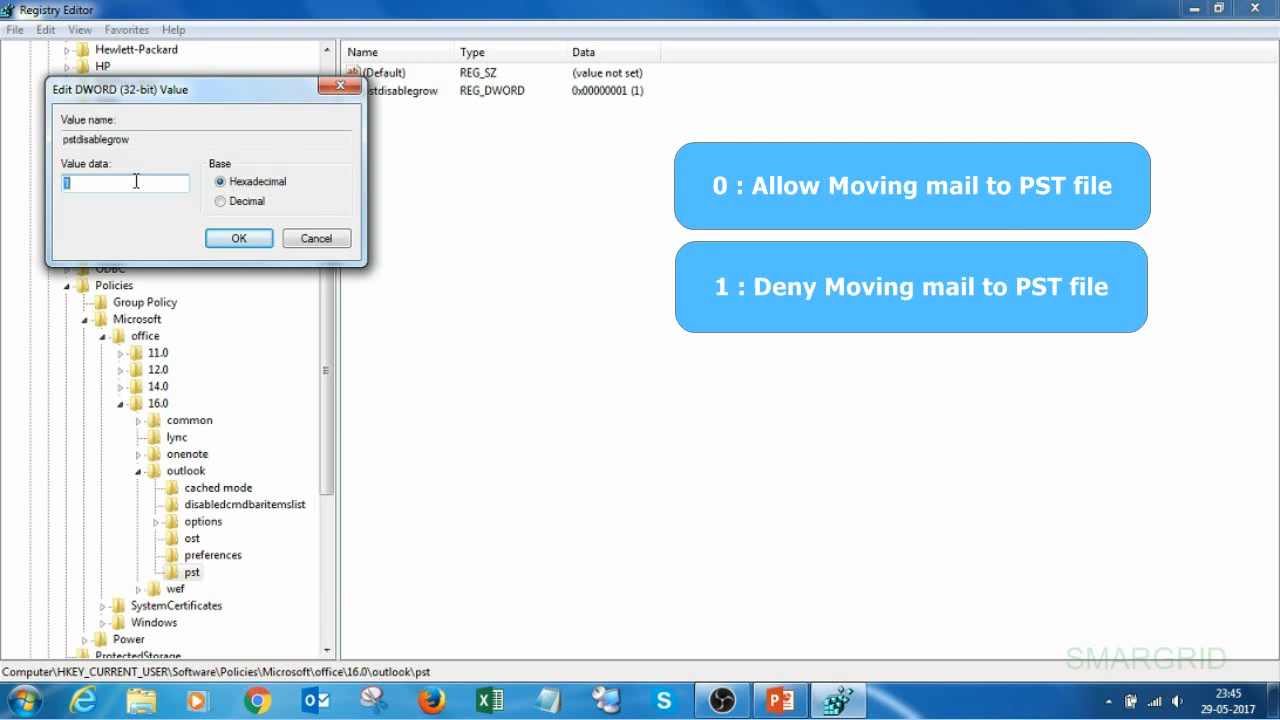 Registry Editor
File Edit View Favorites Help
Hewlett-Packard
HP
Name Type Data
(Default) REG_SZ (value not set)
stdisablegrow REG_DWORD 0x00000001 (1)
Edit DWORD (32-bit) Value
Value name:
pstdisablegrow
Value data:
1
Base
Hexadecimal
Decimal
OK Cancel
0 : Allow Moving mail to PST file
1 : Deny Moving mail to PST file
ODBC
Policies
Group Policy
Microsoft
office
11.0
12.0
14.0
16.0
common
lync
onenote
outlook
cached mode
disabledcmdbaritemslist
options
ost
preferences
pst
wef
SystemCertificates
Windows
Power
ProtectedStorage
SMARGRID
Computer\HKEY_CURRENT_USER\Software\Policies\Microsoft\office\16.0\outlook\pst
23:45
29-05-2017